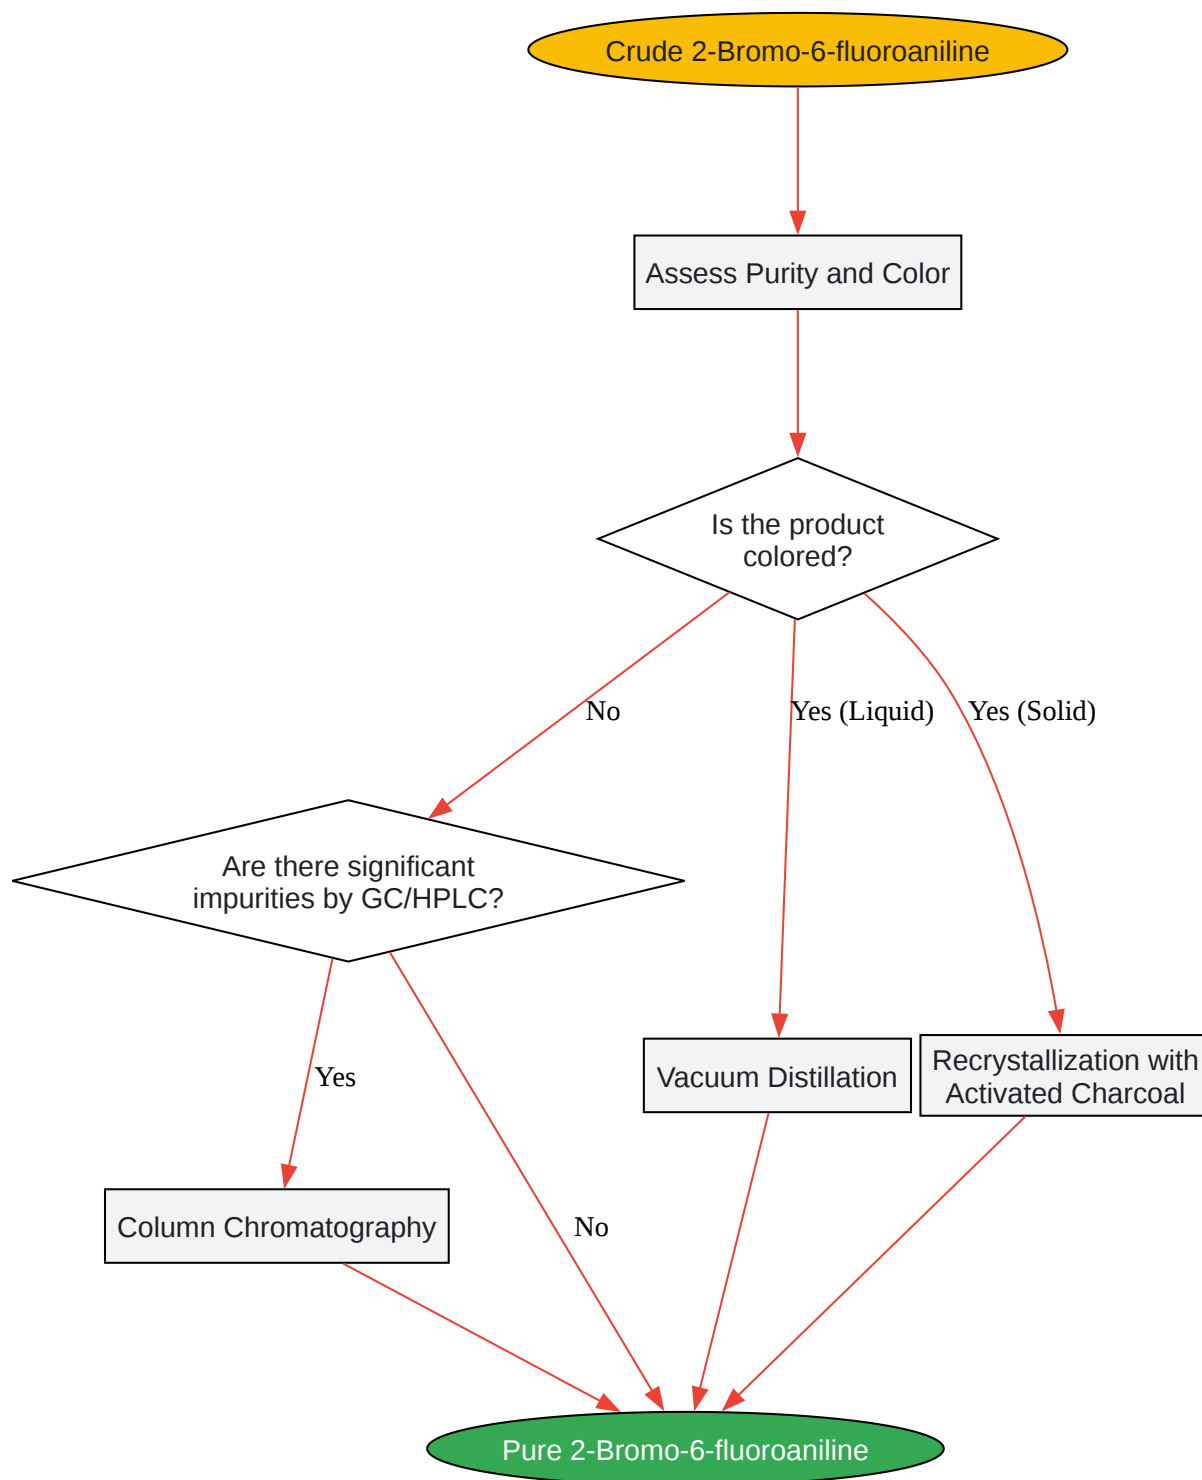 Crude 2-Bromo-6-fluoroaniline
Assess Purity and Color
Is the product
colored?
No
Yes (Liquid)
Yes (Solid)
Are there significant
impurities by GC/HPLC?
Recrystallization with
Activated Charcoal
Vacuum Distillation
Yes
Column Chromatography
No
Pure 2-Bromo-6-fluoroaniline